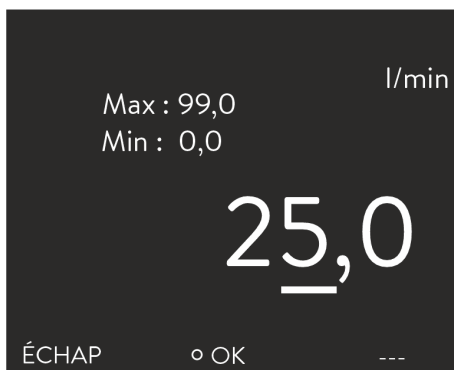 l/min
Max : 99,0
Min : 0,0
25,0
ÉCHAP ○ OK ---